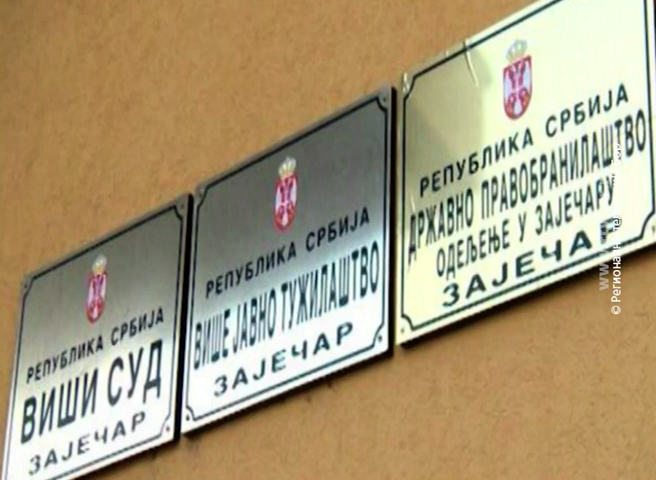 РЕПУБЛИКА СРБИЈА
ВИШИ СУД
ЗАЈЕЧАР
РЕПУБЛИКА СРБИЈА
ВИШЕ ЈАВНО ТУЖИЛАШТВО
ЗАЈЕЧАР
РЕПУБЛИКА СРБИЈА
ДРЖАВНО ПРАВОБРАНИЛАШТВО
ОДЕЉЕЊЕ У ЗАЈЕЧАРУ
ЗАЈЕЧАР
©